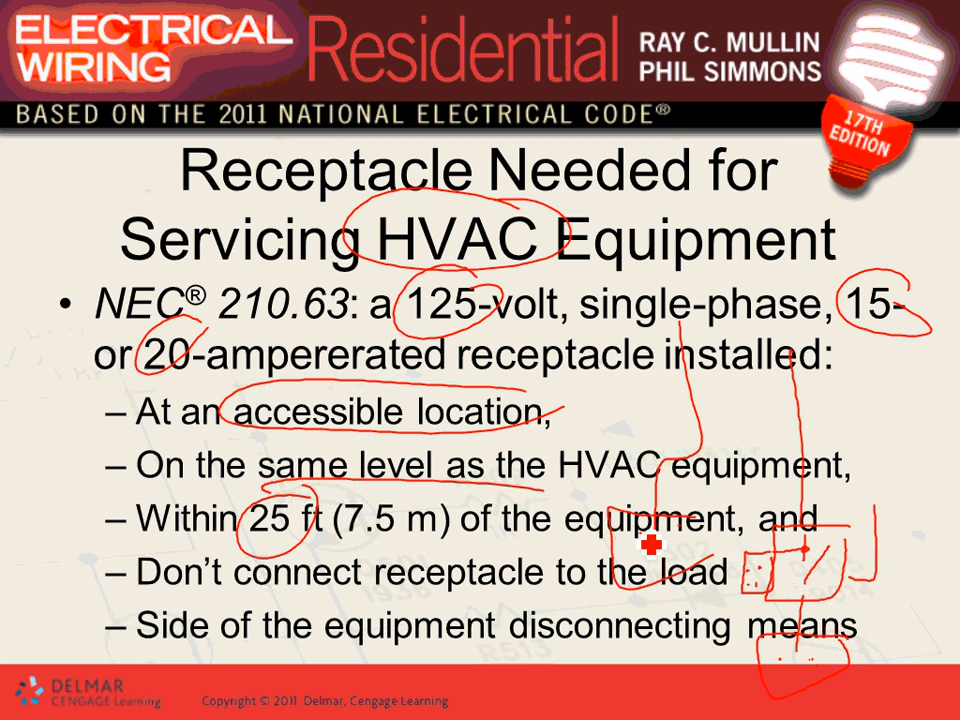 ELECTRICAL WIRING Residential RAY C. MULLIN PHIL SIMMONS
17TH EDITION
BASED ON THE 2011 NATIONAL ELECTRICAL CODE®
Receptacle Needed for
Servicing HVAC Equipment
• NEC® 210.63: a 125-volt, single-phase, 15-
or 20-ampererated receptacle installed:
– At an accessible location,
– On the same level as the HVAC equipment,
– Within 25 ft (7.5 m) of the equipment, and
– Don’t connect receptacle to the load
– Side of the equipment disconnecting means
R513
DELMAR
CENGAGE Learning
Copyright © 2011 Delmar, Cengage Learning